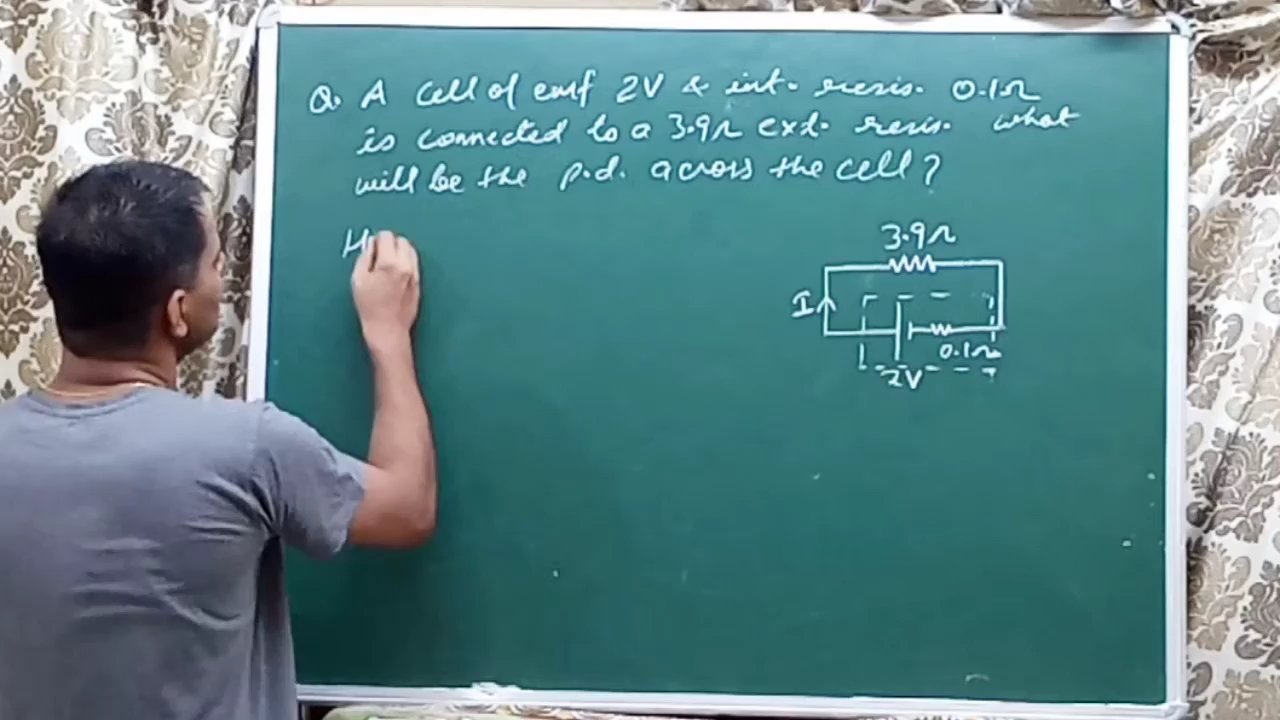 Q. A cell of emf 2V & int. resis. 0.1Ω
is connected to a 3.9Ω ext. resis. what
will be the p.d. across the cell?
H
3.9Ω
I
0.1Ω
2V